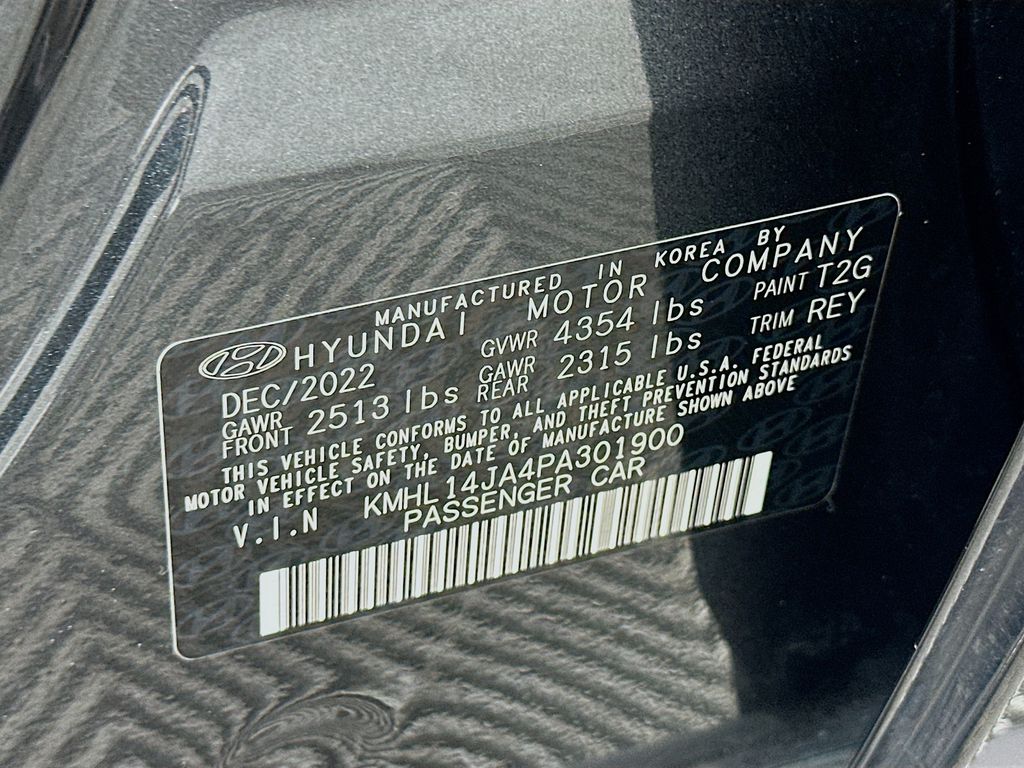 MANUFACTURED IN KOREA BY
HYUNDAI MOTOR COMPANY
DEC/2022 GVWR 4354 lbs PAINT T2G
GAWR FRONT 2513 lbs GAWR REAR 2315 lbs TRIM REY
THIS VEHICLE CONFORMS TO ALL APPLICABLE U.S.A. FEDERAL
MOTOR VEHICLE SAFETY, BUMPER, AND THEFT PREVENTION STANDARDS
IN EFFECT ON THE DATE OF MANUFACTURE SHOWN ABOVE
V.I.N KMHL14JA4PA301900
PASSENGER CAR